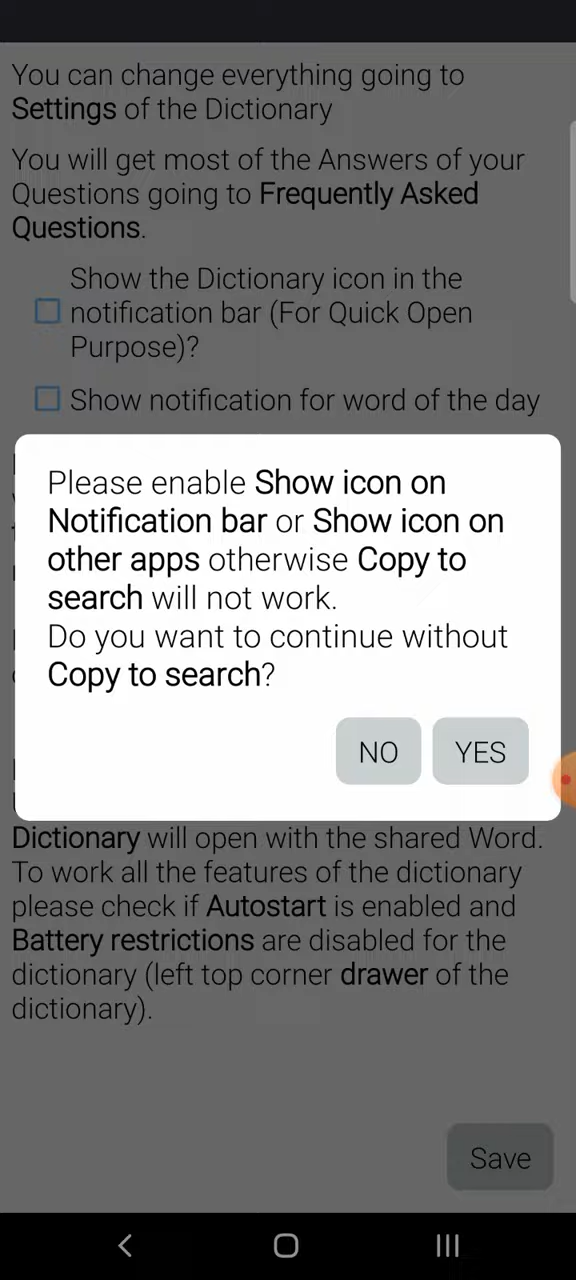 You can change everything going to
Settings of the Dictionary
You will get most of the Answers of your
Questions going to Frequently Asked
Questions.
Show the Dictionary icon in the
notification bar (For Quick Open
Purpose)?
Show notification for word of the day
Please enable Show icon on
Notification bar or Show icon on
other apps otherwise Copy to
search will not work.
Do you want to continue without
Copy to search?
NO YES
Dictionary will open with the shared Word.
To work all the features of the dictionary
please check if Autostart is enabled and
Battery restrictions are disabled for the
dictionary (left top corner drawer of the
dictionary).
Save